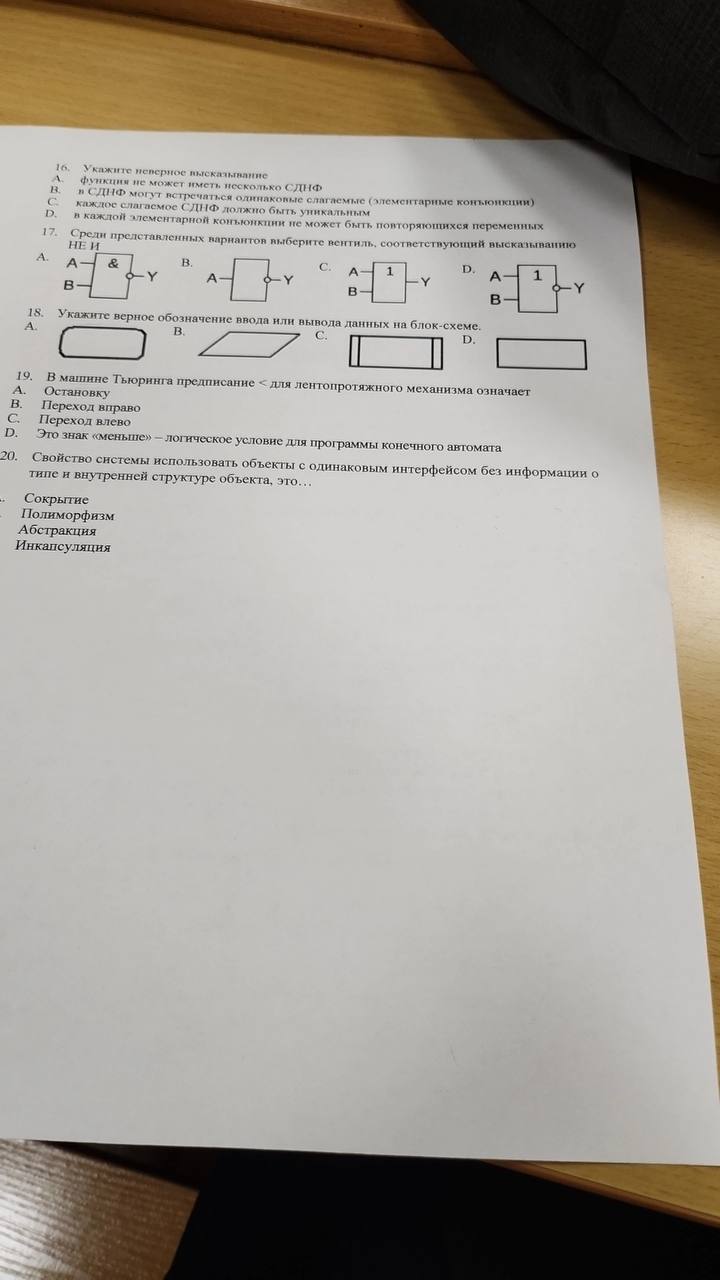 16. Укажите неверное высказывание
A. функция не может иметь несколько СДНФ
B. в СДНФ могут встречаться одинаковые слагаемые (элементарные конъюнкции)
C. каждое слагаемое СДНФ должно быть уникальным
D. в каждой элементарной конъюнкции не может быть повторяющихся переменных
17. Среди представленных вариантов выберите вентиль, соответствующий высказыванию
НЕ И
A. A B & Y B. A Y C. A B 1 Y D. A B 1 Y
18. Укажите верное обозначение ввода или вывода данных на блок-схеме.
A. B. C. D.
19. В машине Тьюринга предписание < для лентопротяжного механизма означает
A. Остановку
B. Переход вправо
C. Переход влево
D. Это знак «меньше» – логическое условие для программы конечного автомата
20. Свойство системы использовать объекты с одинаковым интерфейсом без информации о
типе и внутренней структуре объекта, это…
Сокрытие
Полиморфизм
Абстракция
Инкапсуляция